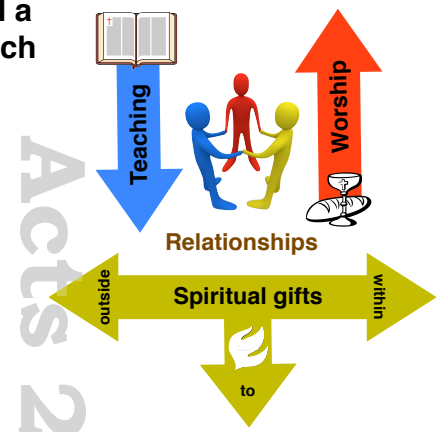 a
ch
Teaching
Worship
Acts 2
Relationships
outside
Spiritual gifts
within
to